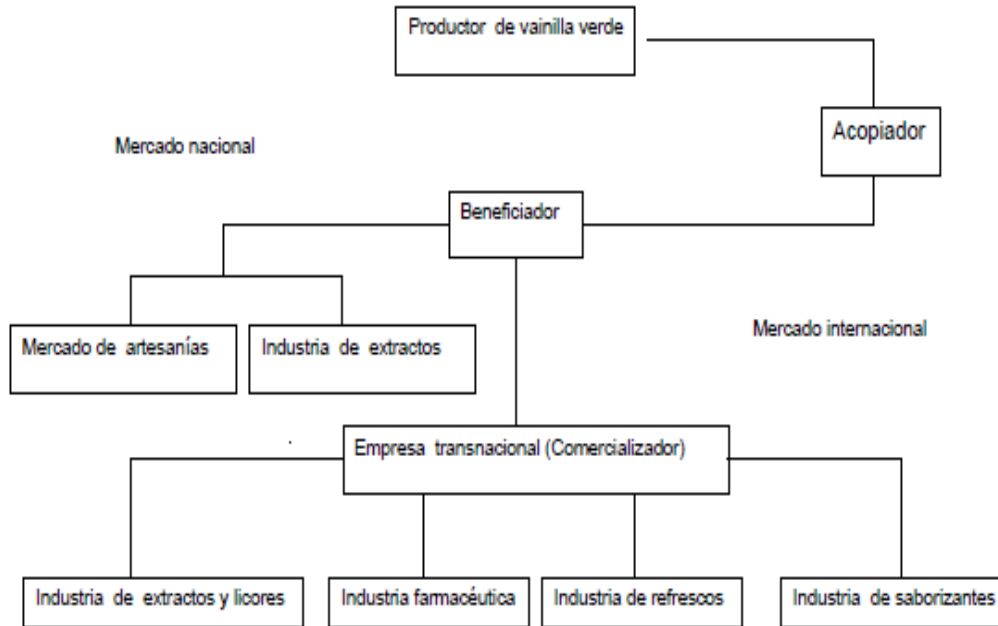 Productor de vainilla verde
Acopiador
Mercado nacional
Beneficiador
Mercado internacional
Mercado de artesanías
Industria de extractos
Empresa transnacional (Comercializador)
Industria de extractos y licores
Industria farmacéutica
Industria de refrescos
Industria de saborizantes